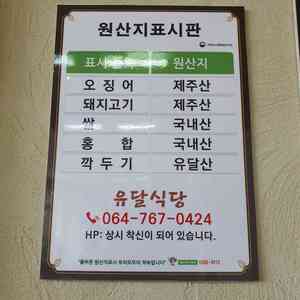 원산지표시판
표시품목 원산지
오 징 어 제주산
돼지고기 제주산
쌀 국내산
홍 합 국내산
깍 두 기 유달산
유달식당
064-767-0424
HP: 상시 착신이 되어 있습니다.